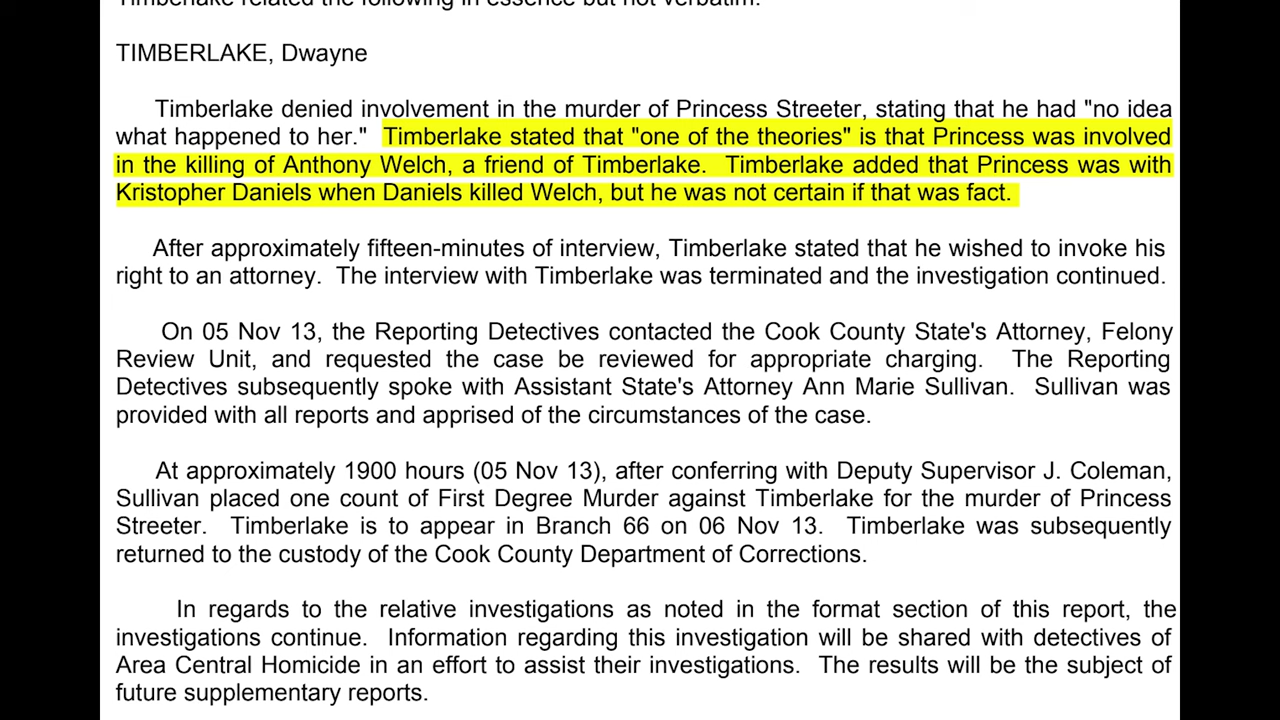 Timberlake related the following in essence but not verbatim.
TIMBERLAKE, Dwayne
Timberlake denied involvement in the murder of Princess Streeter, stating that he had "no idea
what happened to her." Timberlake stated that "one of the theories" is that Princess was involved
in the killing of Anthony Welch, a friend of Timberlake. Timberlake added that Princess was with
Kristopher Daniels when Daniels killed Welch, but he was not certain if that was fact.
After approximately fifteen-minutes of interview, Timberlake stated that he wished to invoke his
right to an attorney. The interview with Timberlake was terminated and the investigation continued.
On 05 Nov 13, the Reporting Detectives contacted the Cook County State's Attorney, Felony
Review Unit, and requested the case be reviewed for appropriate charging. The Reporting
Detectives subsequently spoke with Assistant State's Attorney Ann Marie Sullivan. Sullivan was
provided with all reports and apprised of the circumstances of the case.
At approximately 1900 hours (05 Nov 13), after conferring with Deputy Supervisor J. Coleman,
Sullivan placed one count of First Degree Murder against Timberlake for the murder of Princess
Streeter. Timberlake is to appear in Branch 66 on 06 Nov 13. Timberlake was subsequently
returned to the custody of the Cook County Department of Corrections.
In regards to the relative investigations as noted in the format section of this report, the
investigations continue. Information regarding this investigation will be shared with detectives of
Area Central Homicide in an effort to assist their investigations. The results will be the subject of
future supplementary reports.